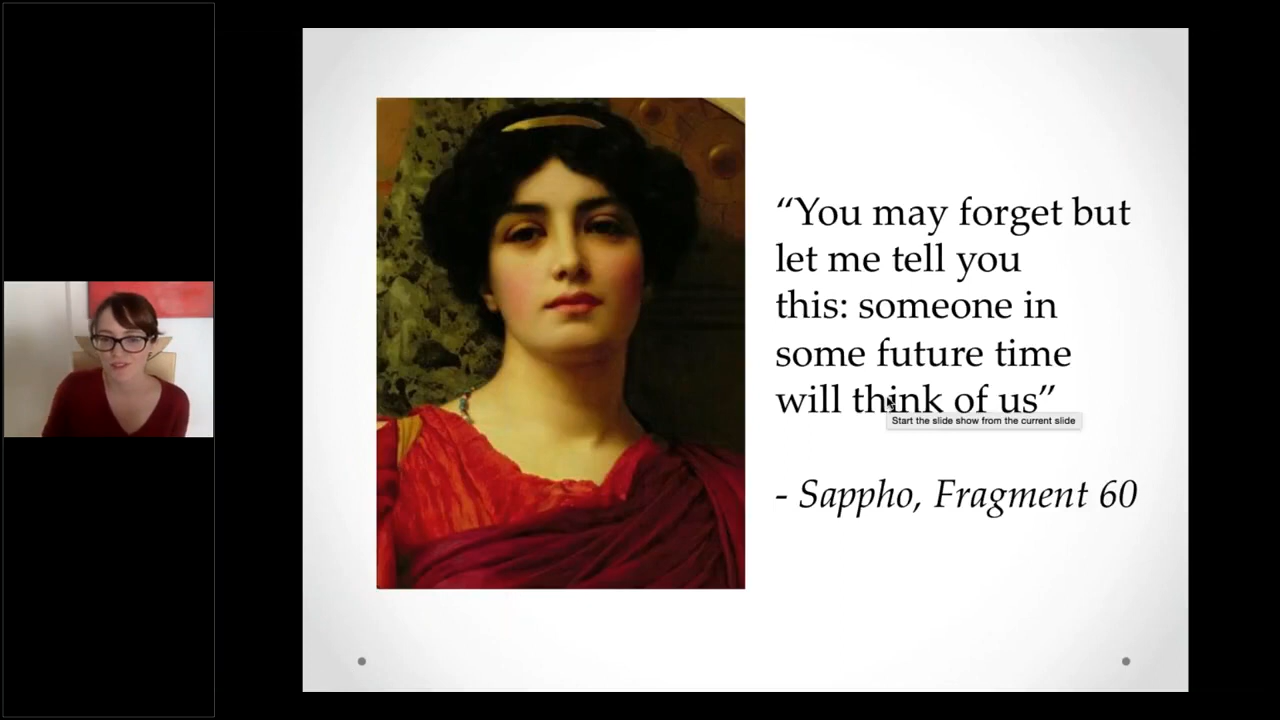 “You may forget but
let me tell you
this: someone in
some future time
will think of us”
Start the slide show from the current slide
- Sappho, Fragment 60